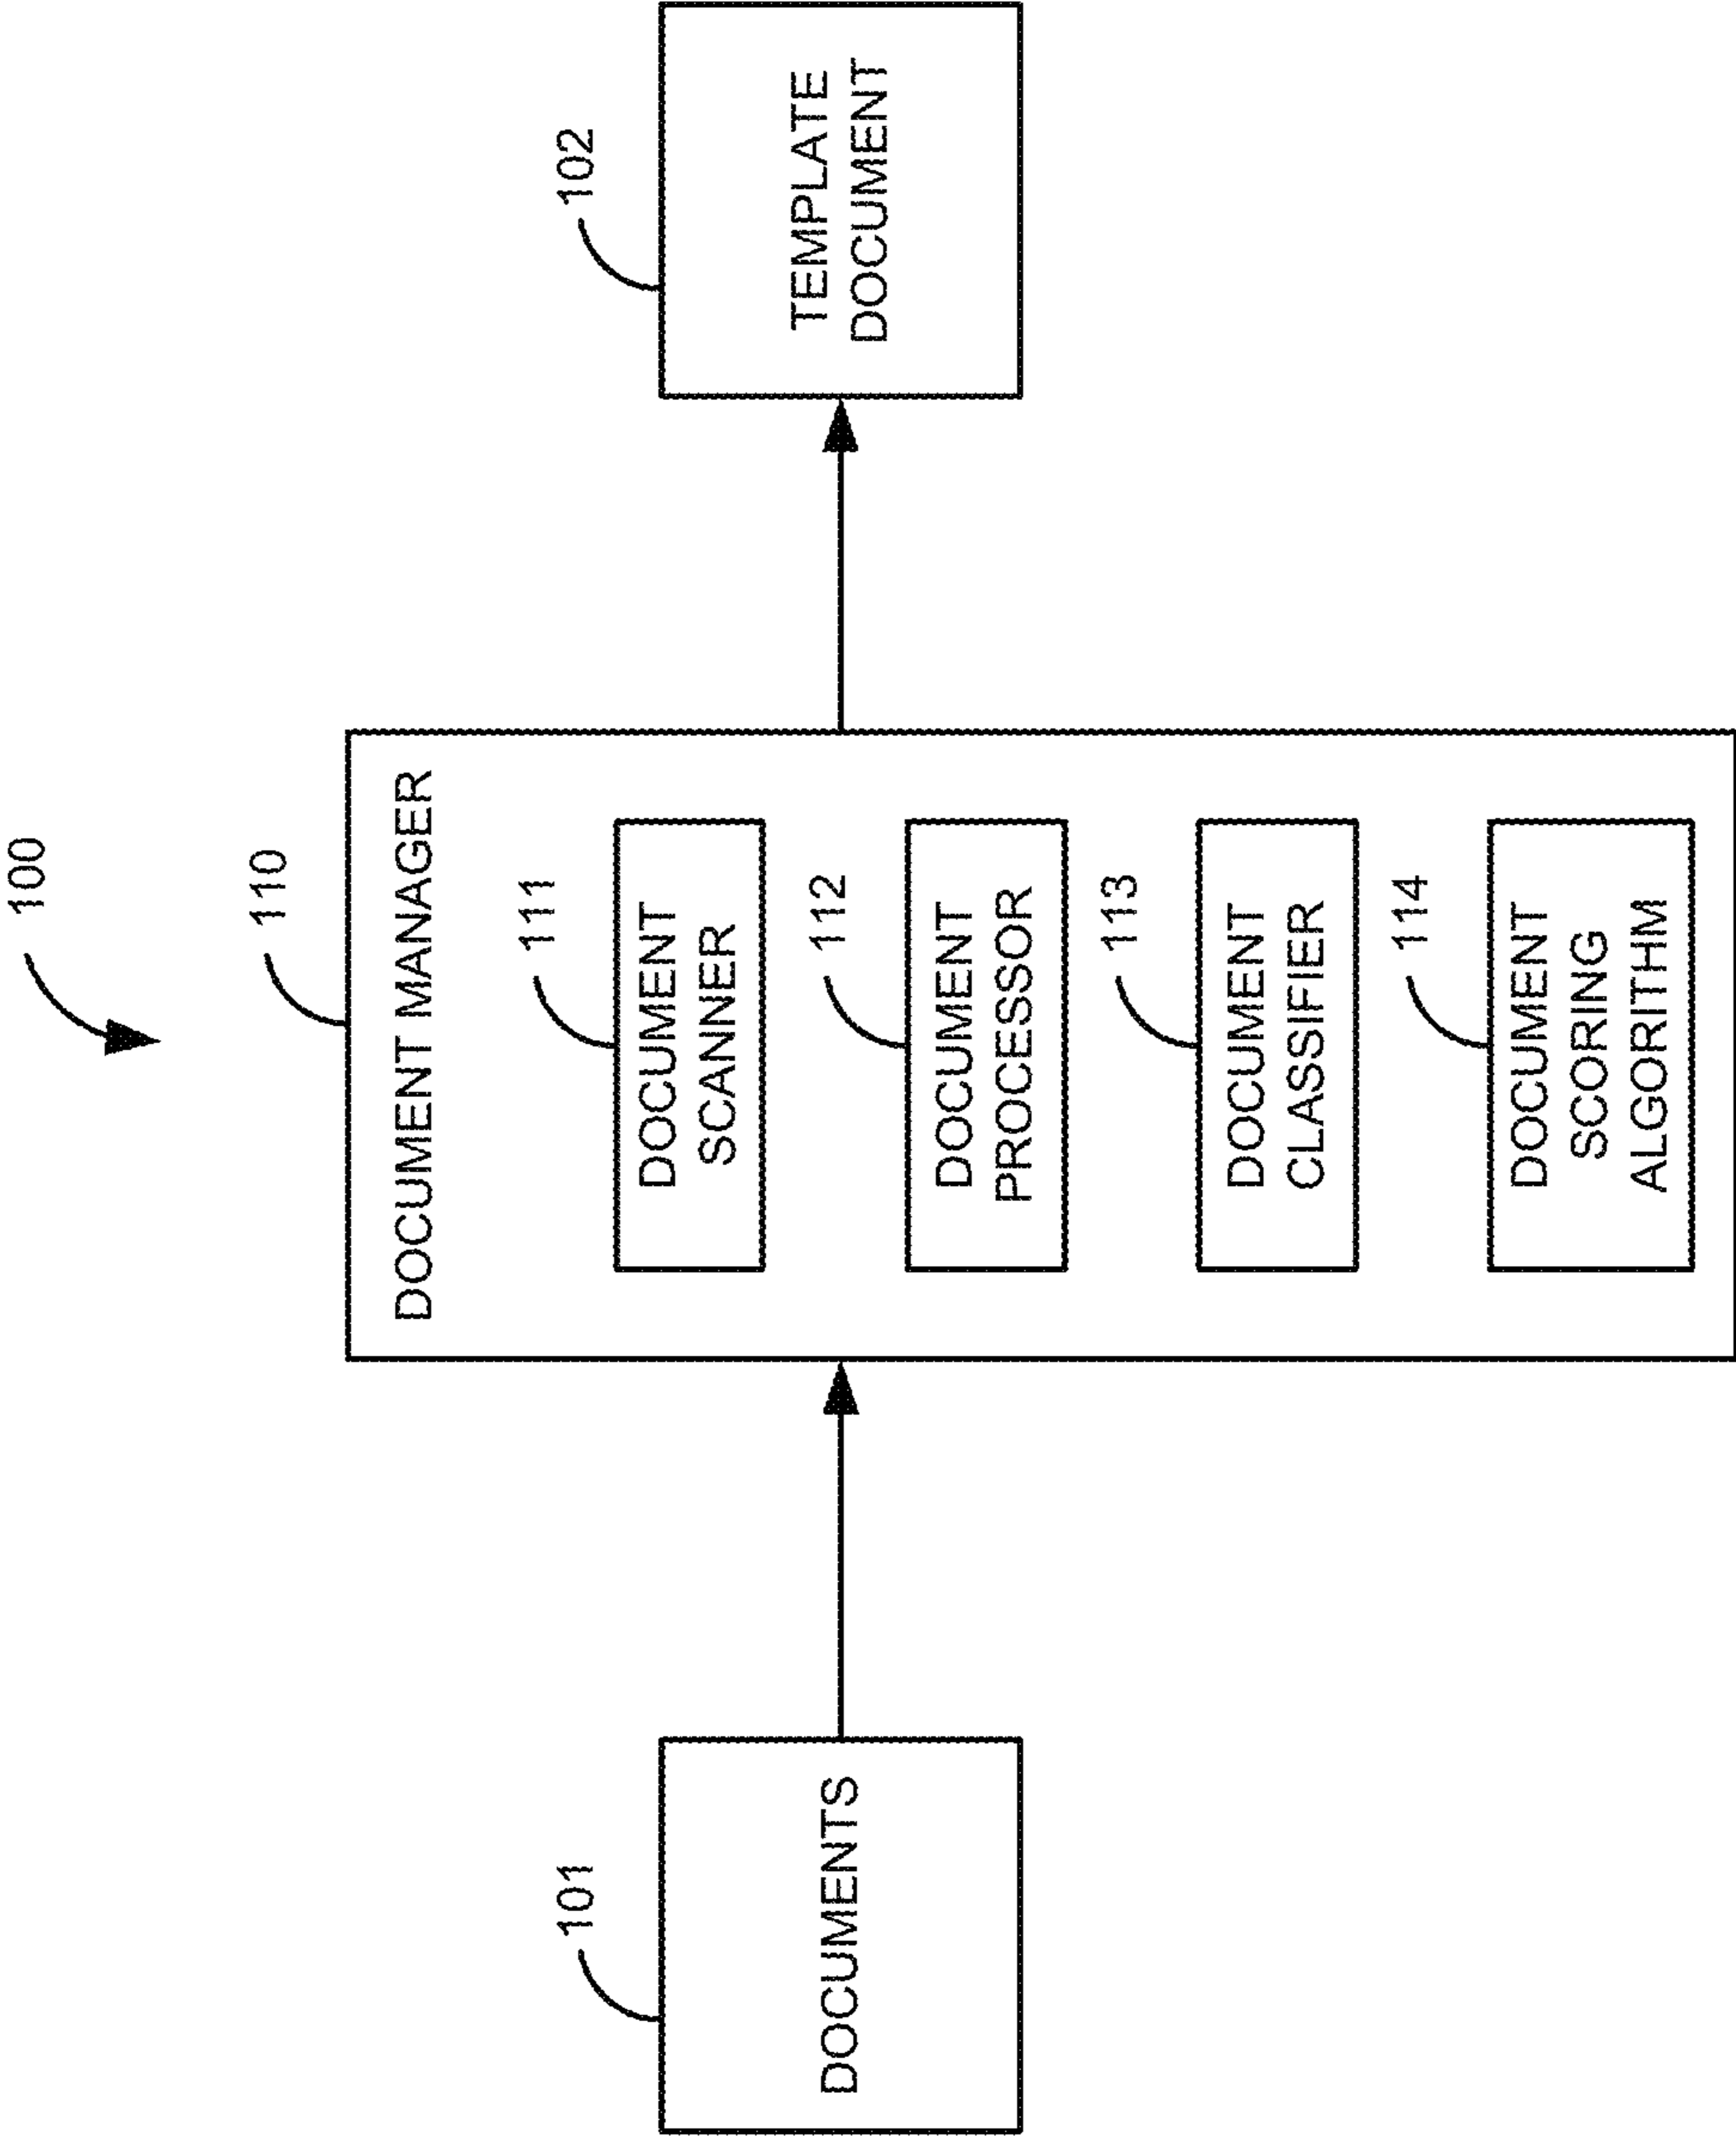 100
110
DOCUMENT MANAGER
111
DOCUMENT
SCANNER
112
DOCUMENT
PROCESSOR
113
DOCUMENT
CLASSIFIER
114
DOCUMENT
SCORING
ALGORITHM
101
DOCUMENTS
102
TEMPLATE
DOCUMENT